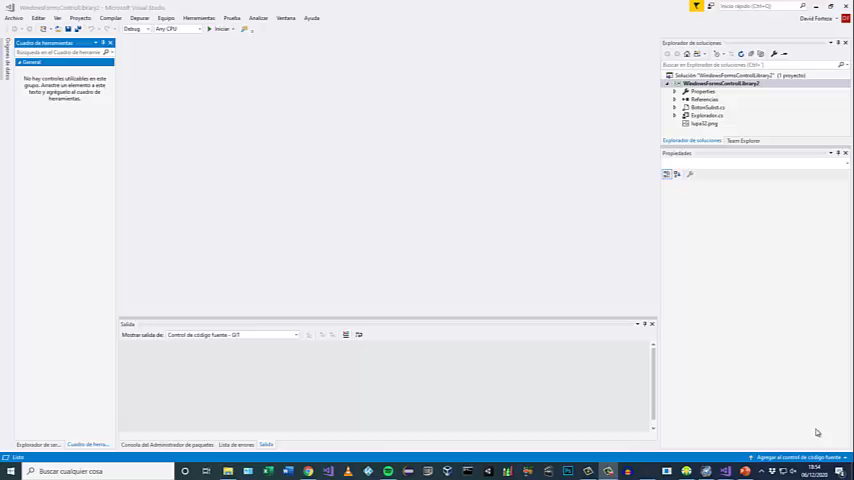 WindowsFormsControlLibrary2 - Microsoft Visual Studio
Inicio rápido (Ctrl+Q)
Archivo Editar Ver Proyecto Compilar Depurar Equipo Herramientas Prueba Analizar Ventana Ayuda
David Forteza
Debug Any CPU Iniciar
Orígenes de datos
Cuadro de herramientas
Búsqueda en el Cuadro de herramie
General
No hay controles utilizables en este
grupo. Arrastre un elemento a este
texto y agréguelo al cuadro de
herramientas.
Explorador de soluciones
Buscar en Explorador de soluciones (Ctrl+')
Solución "WindowsFormsControlLibrary2" (1 proyecto)
WindowsFormsControlLibrary2
Properties
Referencias
BotonSubst.cs
Explorador.cs
lupa32.png
Explorador de soluciones Team Explorer
Propiedades
Salida
Mostrar salida de: Control de código fuente - GIT
Explorador de ser... Cuadro de herra...
Consola del Administrador de paquetes Lista de errores Salida
Listo
Agregar al control de código fuente
Buscar cualquier cosa
18:54
06/12/2020